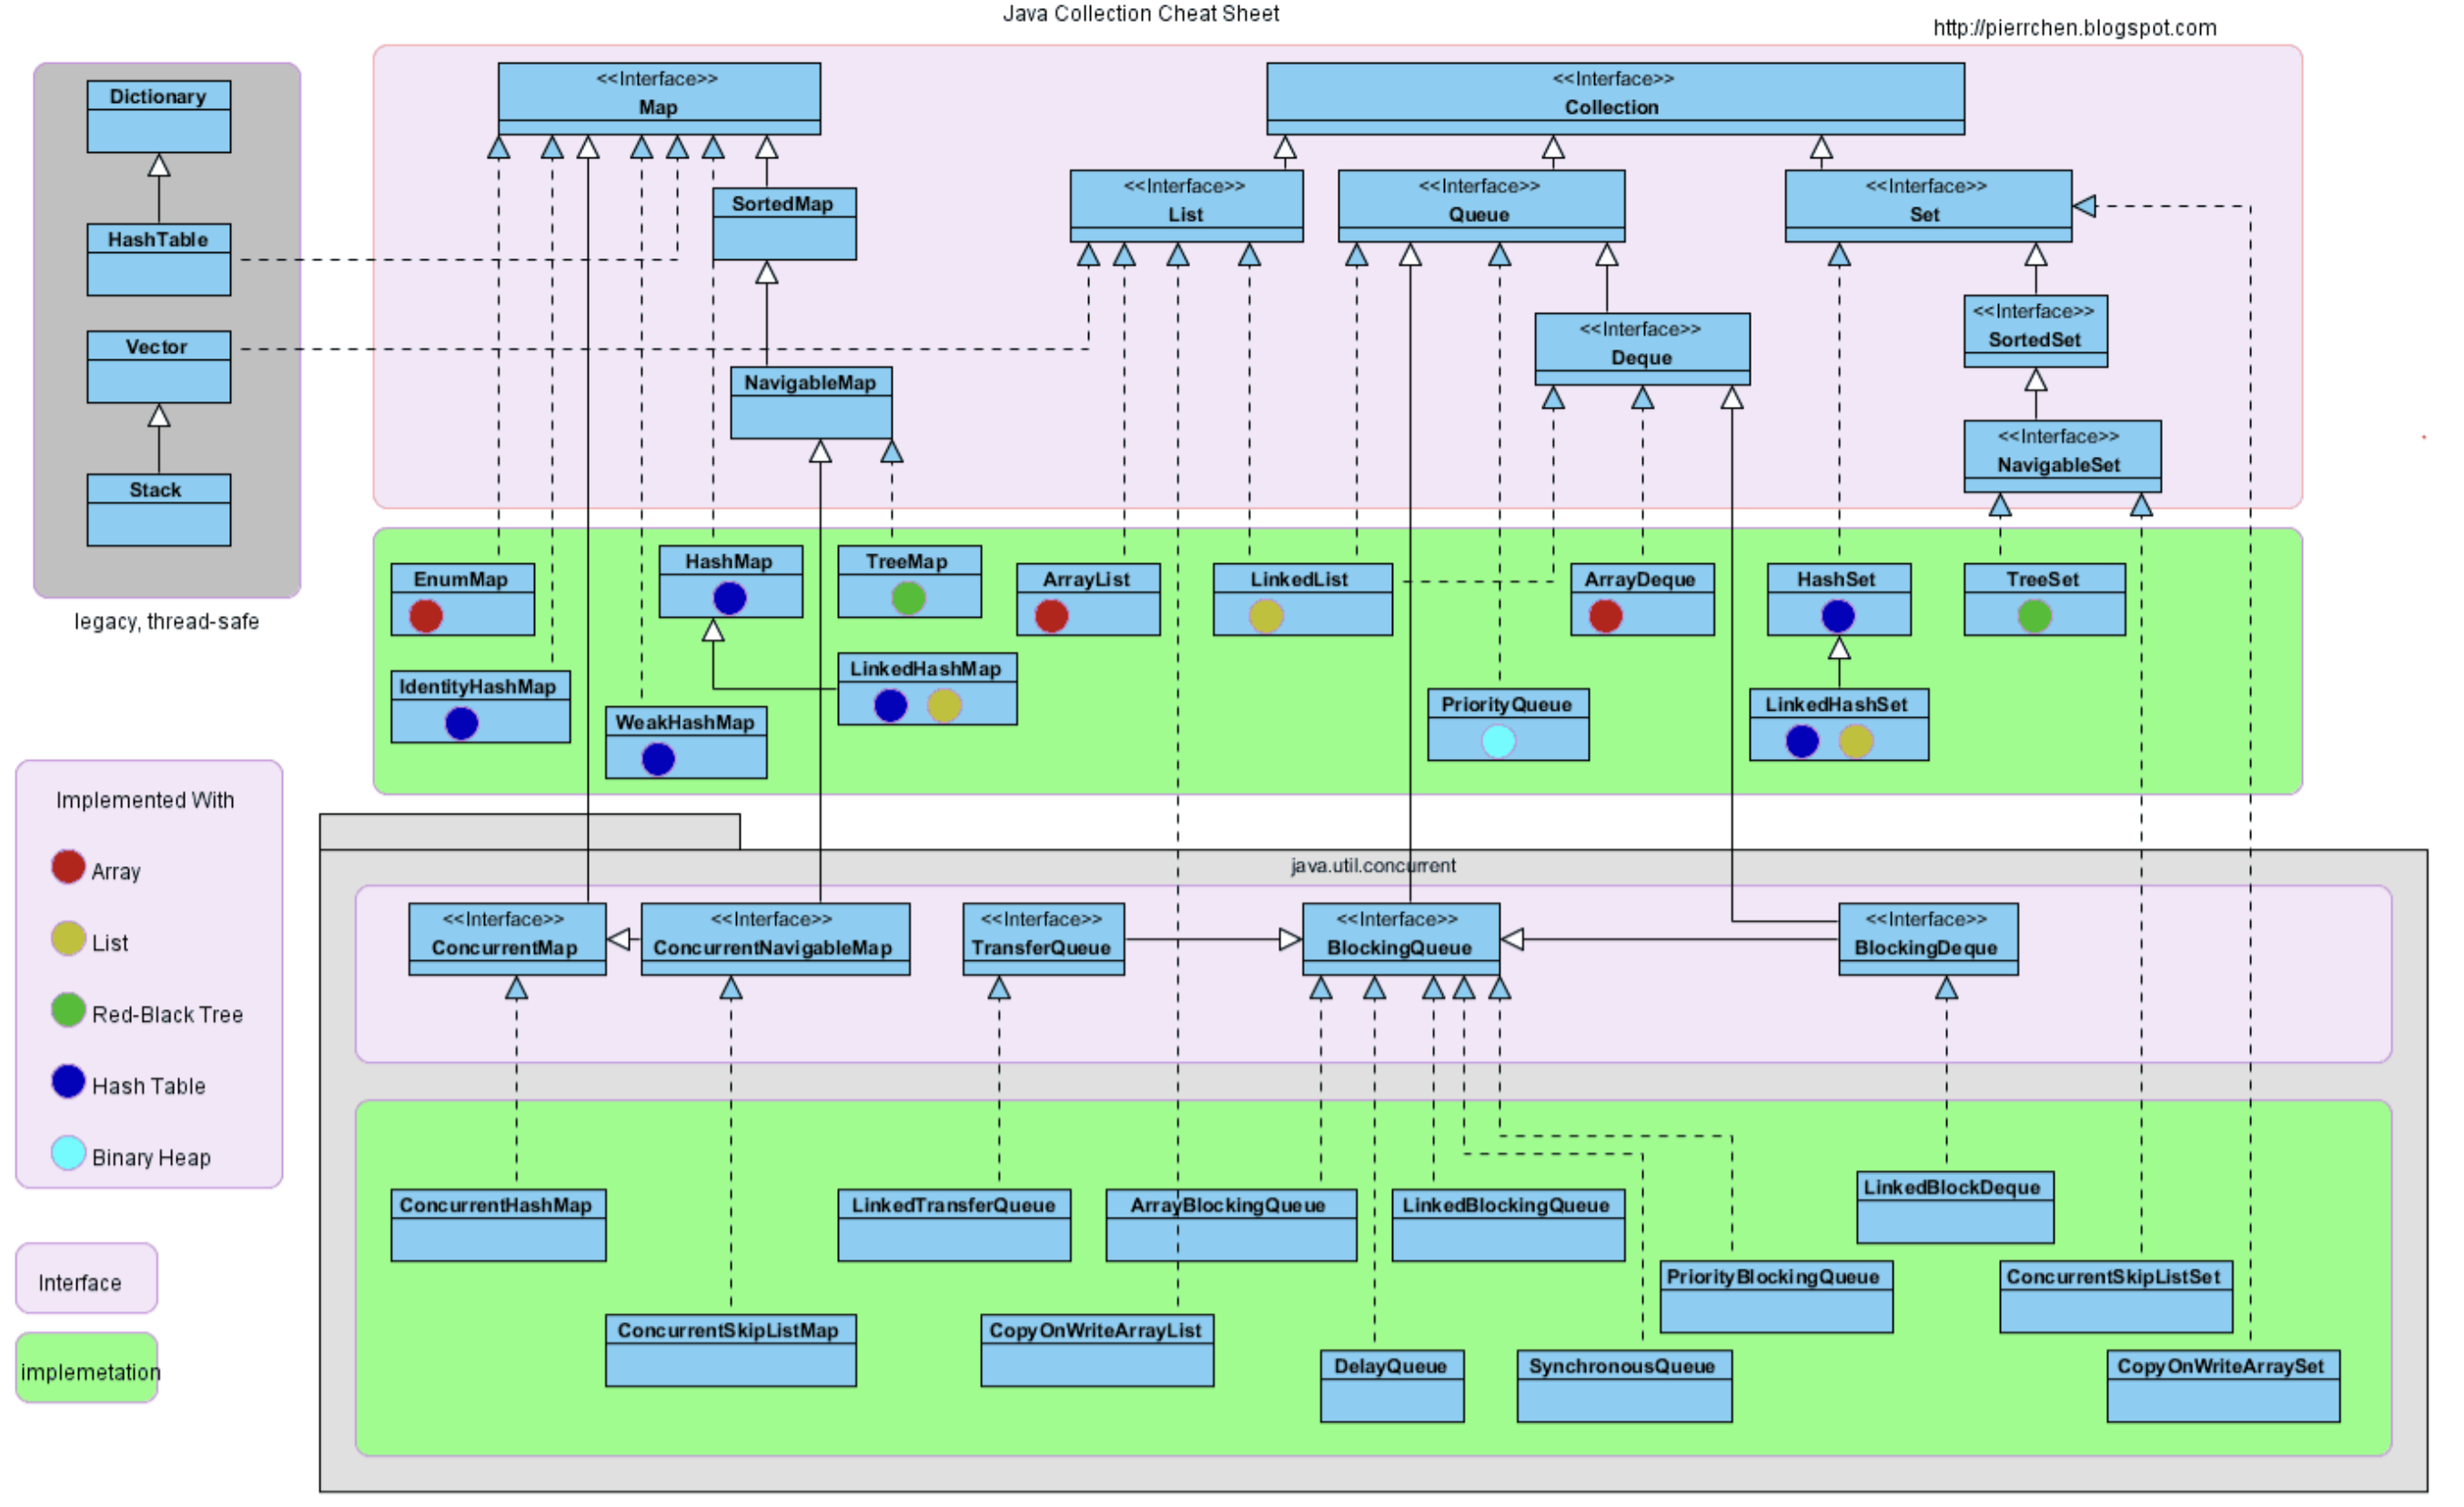 Java Collection Cheat Sheet
http://pierrchen.blogspot.com
Dictionary
HashTable
Vector
Stack
legacy, thread-safe
<<Interface>>
Map
<<Interface>>
Collection
SortedMap
<<Interface>>
List
<<Interface>>
Queue
<<Interface>>
Set
NavigableMap
<<Interface>>
Deque
<<Interface>>
SortedSet
<<Interface>>
NavigableSet
EnumMap
HashMap
TreeMap
ArrayList
LinkedList
ArrayDeque
HashSet
TreeSet
IdentityHashMap
WeakHashMap
LinkedHashMap
PriorityQueue
LinkedHashSet
Implemented With
Array
List
Red-Black Tree
Hash Table
Binary Heap
Interface
implemetation
java.util.concurrent
<<Interface>>
ConcurrentMap
<<Interface>>
ConcurrentNavigableMap
<<Interface>>
TransferQueue
<<Interface>>
BlockingQueue
<<Interface>>
BlockingDeque
ConcurrentHashMap
LinkedTransferQueue
ArrayBlockingQueue
LinkedBlockingQueue
LinkedBlockDeque
PriorityBlockingQueue
ConcurrentSkipListSet
ConcurrentSkipListMap
CopyOnWriteArrayList
DelayQueue
SynchronousQueue
CopyOnWriteArraySet